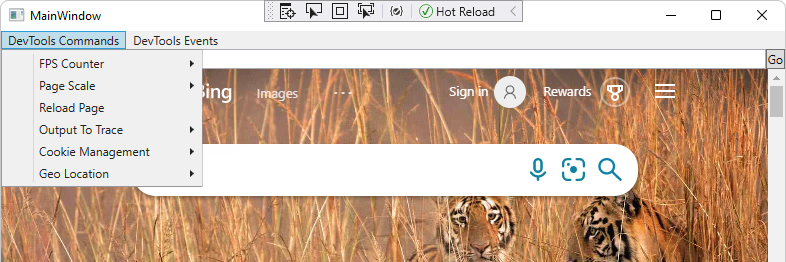 MainWindow
Hot Reload
DevTools Commands DevTools Events
Go
FPS Counter
Page Scale
Reload Page
Output To Trace
Cookie Management
Geo Location
Images
Sign in
Rewards